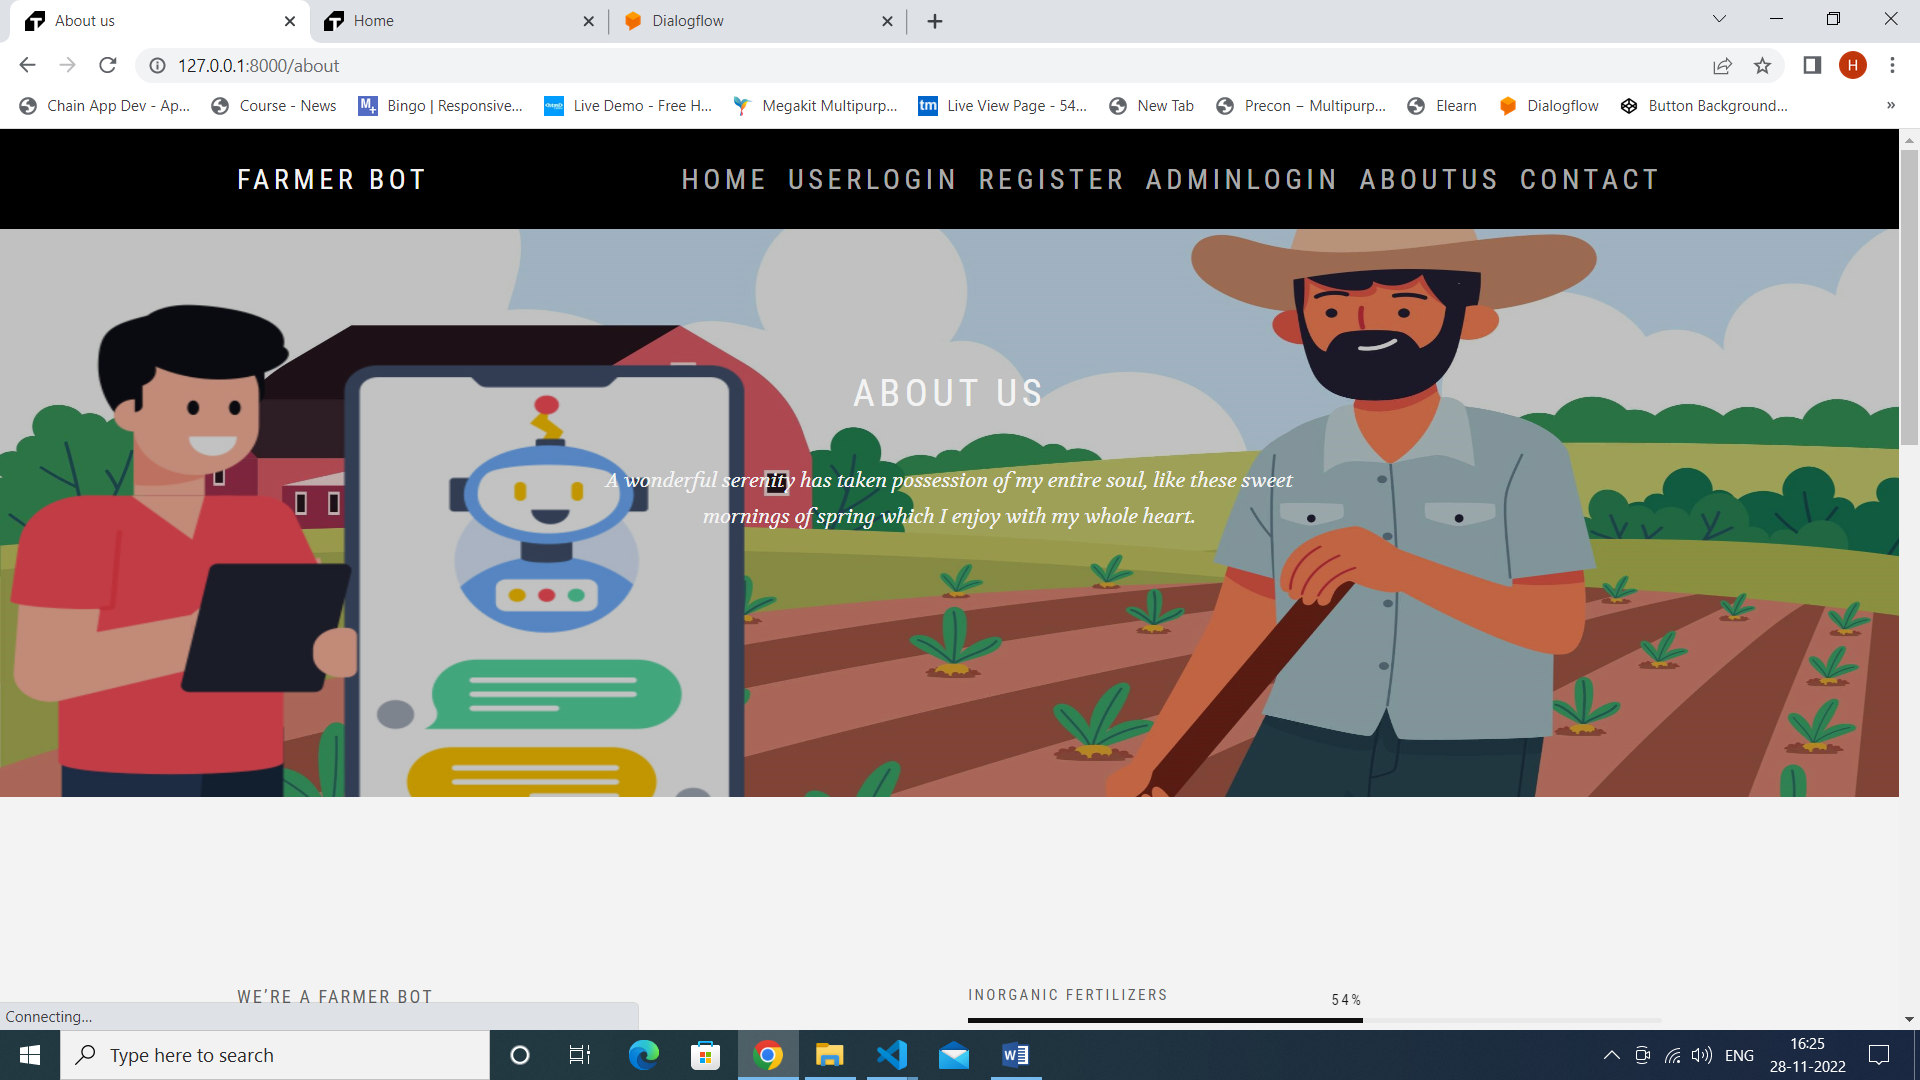 About us
Home
Dialogflow
127.0.0.1:8000/about
H
Chain App Dev - Ap...
Course - News
Bingo | Responsive...
Live Demo - Free H...
Megakit Multipurp...
tm
Live View Page - 54...
New Tab
Precon – Multipurp...
Elearn
Dialogflow
Button Background...
»
FARMER BOT
HOME USERLOGIN REGISTER ADMINLOGIN ABOUTUS CONTACT
ABOUT US
A wonderful serenity has taken possession of my entire soul, like these sweet
mornings of spring which I enjoy with my whole heart.
WE’RE A FARMER BOT
INORGANIC FERTILIZERS
54%
Connecting...
Type here to search
ENG
16:25
28-11-2022